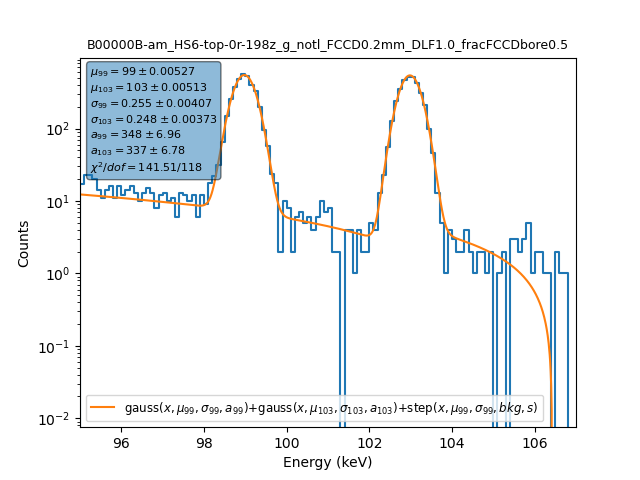 B00000B-am_HS6-top-0r-198z_g_notl_FCCD0.2mm_DLF1.0_fracFCCDbore0.5
μ₉₉ = 99 ± 0.00527
μ₁₀₃ = 103 ± 0.00513
σ₉₉ = 0.255 ± 0.00407
σ₁₀₃ = 0.248 ± 0.00373
a₉₉ = 348 ± 6.96
a₁₀₃ = 337 ± 6.78
χ²/dof = 141.51/118
10²
10¹
10⁰
10⁻¹
10⁻²
Counts
gauss(x, μ₉₉, σ₉₉, a₉₉)+gauss(x, μ₁₀₃, σ₁₀₃, a₁₀₃)+step(x, μ₉₉, σ₉₉, bkg, s)
96 98 100 102 104 106
Energy (keV)